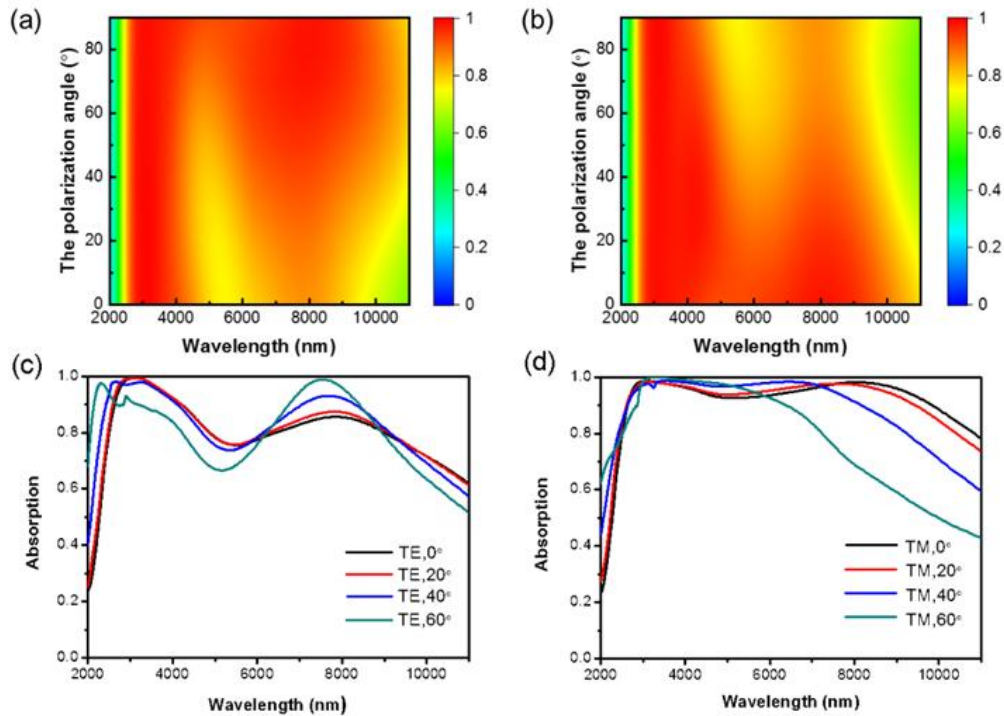 (a)
The polarization angle (°)
80
60
40
20
0
2000 4000 6000 8000 10000
Wavelength (nm)
1
0.8
0.6
0.4
0.2
0
(b)
The polarization angle (°)
80
60
40
20
0
2000 4000 6000 8000 10000
Wavelength (nm)
1
0.8
0.6
0.4
0.2
0
(c)
Absorption
1.0
0.8
0.6
0.4
0.2
0.0
2000 4000 6000 8000 10000
Wavelength (nm)
TE,0°
TE,20°
TE,40°
TE,60°
(d)
Absorption
1.0
0.8
0.6
0.4
0.2
0.0
2000 4000 6000 8000 10000
Wavelength (nm)
TM,0°
TM,20°
TM,40°
TM,60°